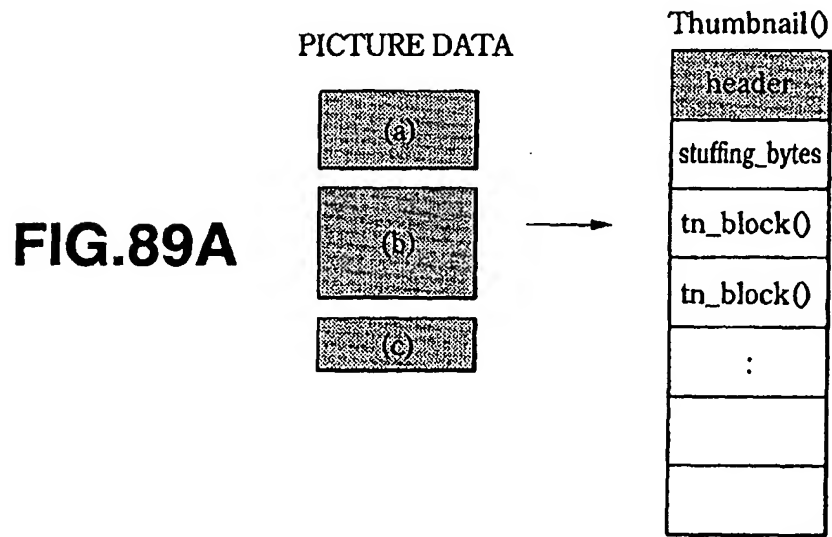 Thumbnail()
PICTURE DATA
header
(a)
stuffing_bytes
tn_block()
FIG.89A
(b)
tn_block()
(c)
: